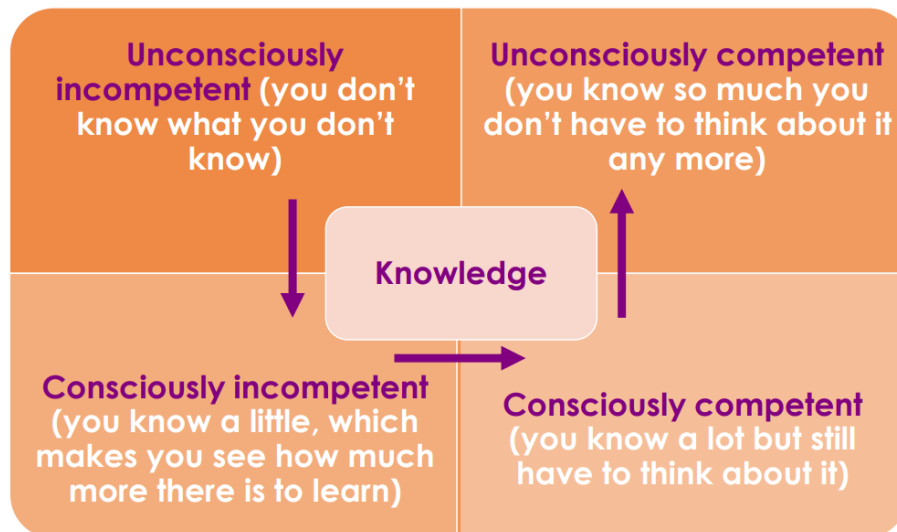 Unconsciously
incompetent (you don't
know what you don't
know)
Unconsciously competent
(you know so much you
don't have to think about it
any more)
Knowledge
Consciously incompetent
(you know a little, which
makes you see how much
more there is to learn)
Consciously competent
(you know a lot but still
have to think about it)